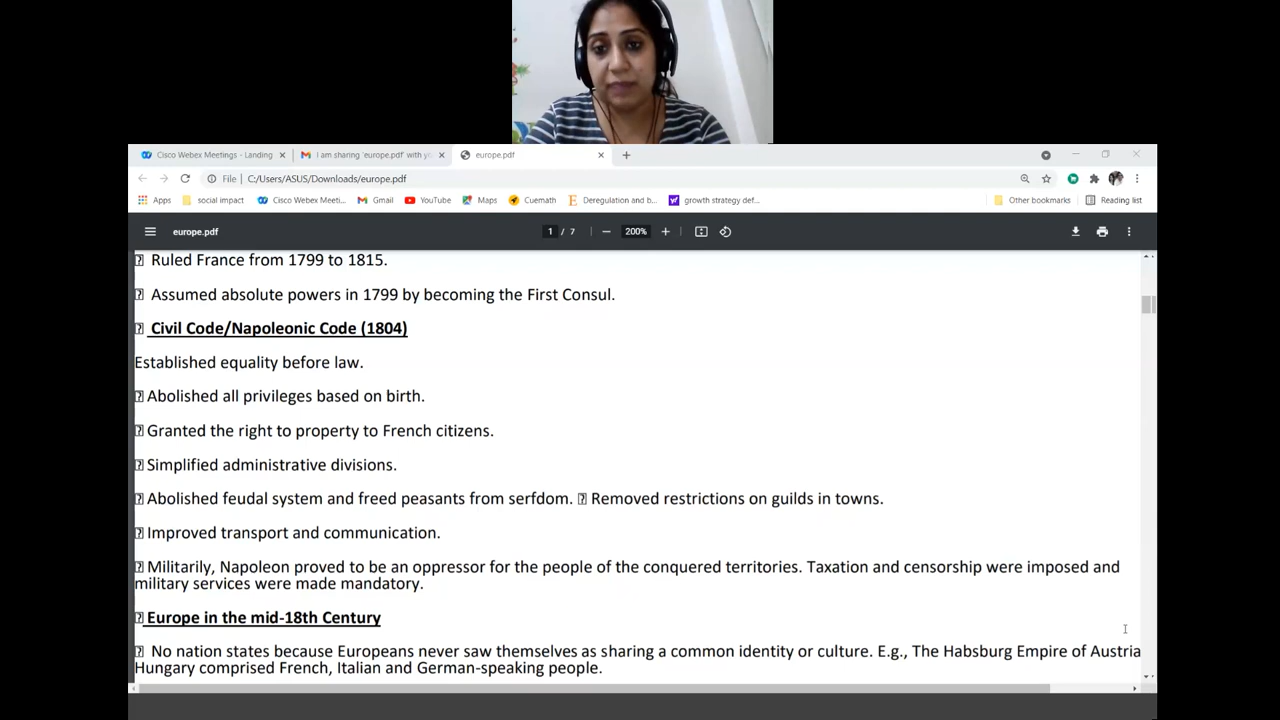 Cisco Webex Meetings - Landing
I am sharing 'europe.pdf' with y
europe.pdf
File | C:/Users/ASUS/Downloads/europe.pdf
Apps social impact Cisco Webex Meeti... Gmail YouTube Maps Cuemath Deregulation and b... growth strategy def... Other bookmarks Reading list
europe.pdf 1 / 7 200%
Ruled France from 1799 to 1815.
Assumed absolute powers in 1799 by becoming the First Consul.
Civil Code/Napoleonic Code (1804)
Established equality before law.
Abolished all privileges based on birth.
Granted the right to property to French citizens.
Simplified administrative divisions.
Abolished feudal system and freed peasants from serfdom. Removed restrictions on guilds in towns.
Improved transport and communication.
Militarily, Napoleon proved to be an oppressor for the people of the conquered territories. Taxation and censorship were imposed and
military services were made mandatory.
Europe in the mid-18th Century
No nation states because Europeans never saw themselves as sharing a common identity or culture. E.g., The Habsburg Empire of Austria
Hungary comprised French, Italian and German-speaking people.